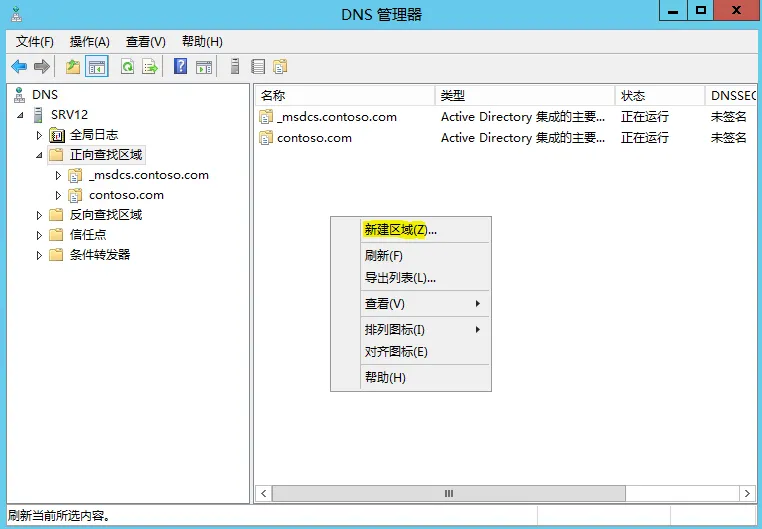 DNS 管理器
文件(F) 操作(A) 查看(V) 帮助(H)
DNS
SRV12
全局日志
正向查找区域
_msdcs.contoso.com
contoso.com
反向查找区域
信任点
条件转发器
名称 类型 状态 DNSSEC
_msdcs.contoso.com Active Directory 集成的主要... 正在运行 未签名
contoso.com Active Directory 集成的主要... 正在运行 未签名
新建区域(Z)...
刷新(F)
导出列表(L)...
查看(V)
排列图标(I)
对齐图标(E)
帮助(H)
刷新当前所选内容。